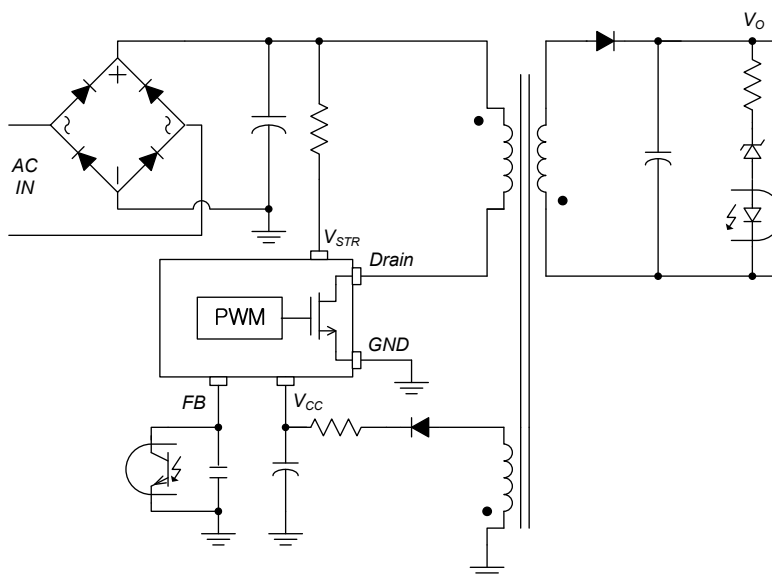 V_O
AC
IN
V_STR
Drain
PWM
GND
FB
V_CC